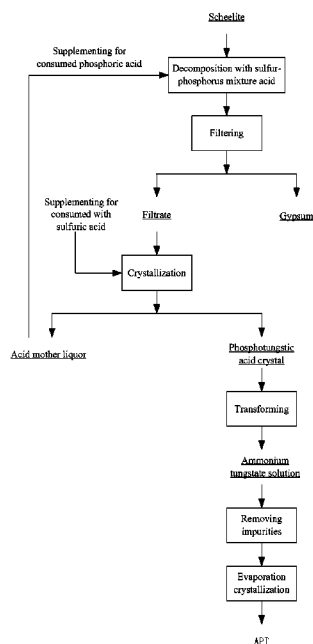 Scheelite
Supplementing for
consumed phosphoric acid
Decomposition with sulfur-
phosphorus mixture acid
Filtering
Supplementing for
consumed with
sulfuric acid
Filtrate
Gypsum
Crystallization
Acid mother liquor
Phosphotungstic
acid crystal
Transforming
Ammonium
tungstate solution
Removing
impurities
Evaporation
crystallization
APT